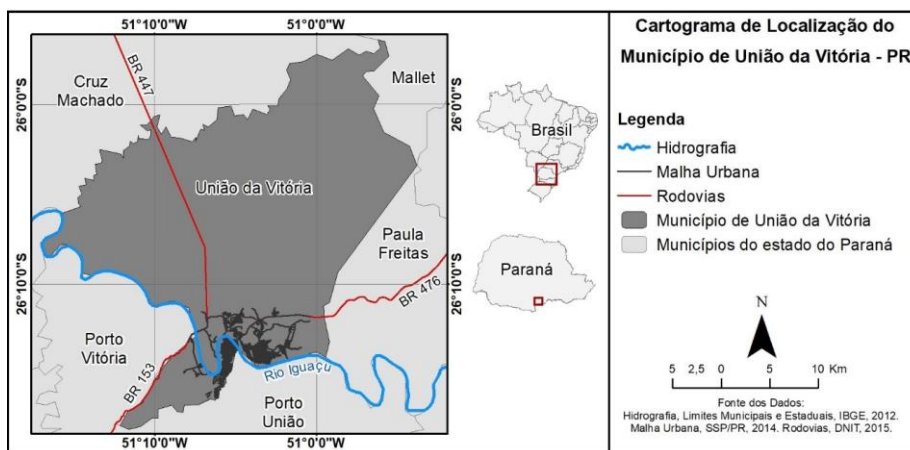 51°10'0"W
51°0'0"W
26°0'0"S
26°0'0"S
26°10'0"S
26°10'0"S
BR 447
Cruz
Machado
Mallet
União da Vitória
Paula
Freitas
BR 476
Porto
Vitória
BR 153
Rio Iguaçu
Porto
União
51°10'0"W
51°0'0"W
Brasil
Paraná
Cartograma de Localização do
Município de União da Vitória - PR
Legenda
Hidrografia
Malha Urbana
Rodovias
Município de União da Vitória
Municípios do estado do Paraná
N
5 2,5 0 5 10 Km
Fonte dos Dados:
Hidrografia, Limites Municipais e Estaduais, IBGE, 2012.
Malha Urbana, SSP/PR, 2014. Rodovias, DNIT, 2015.